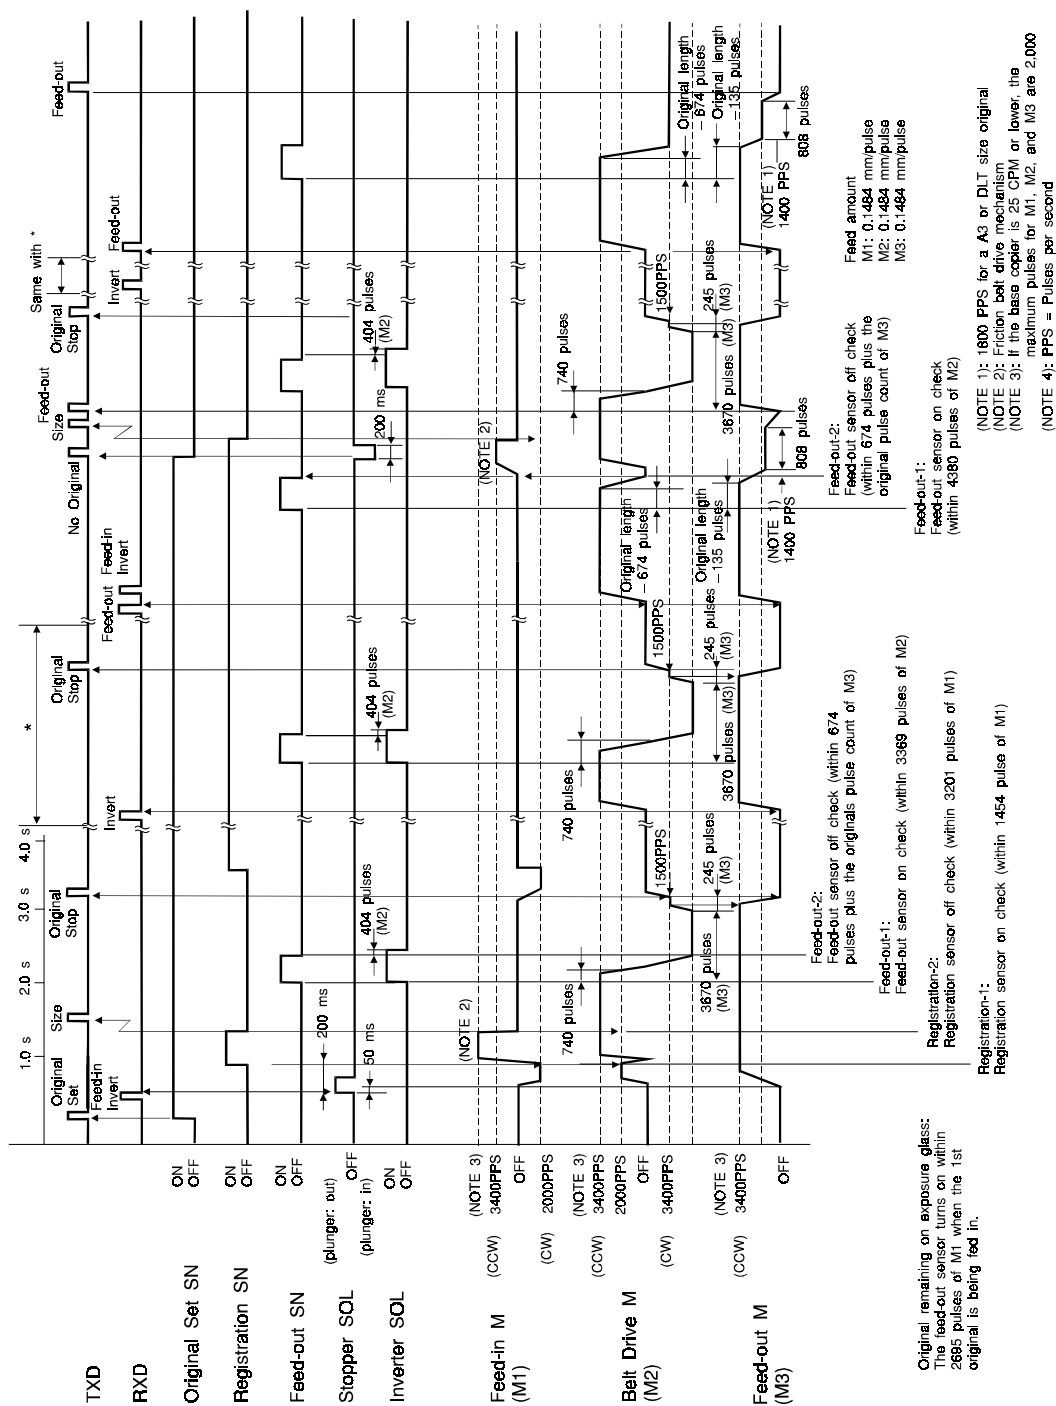 TXD
RXD
Original Set SN
Registration SN
Feed-out SN
Stopper SOL
Inverter SOL
Feed-in M
(M1)
Belt Drive M
(M2)
Feed-out M
(M3)
ON
OFF
ON
OFF
ON
OFF
(plunger: out)
OFF
(plunger: in)
ON
OFF
(NOTE 3)
(CCW) 3400PPS
OFF
(CW) 2000PPS
(NOTE 3)
(CCW) 3400PPS
2000PPS
OFF
(CW) 3400PPS
(NOTE 3)
(CCW) 3400PPS
OFF
1.0 s
2.0 s
3.0 s
4.0 s
*
Same with *
Original
Set
Feed-in
Invert
Size
Original
Stop
Invert
Original
Stop
Feed-out
Feed-in
Invert
No Original
Size
Feed-out
Original
Stop
Invert
Feed-out
Feed-out
200 ms
50 ms
404 pulses
(M2)
404 pulses
(M2)
200 ms
404 pulses
(M2)
(NOTE 2)
(NOTE 2)
740 pulses
740 pulses
740 pulses
1500PPS
1500PPS
1500PPS
Original length
– 674 pulses
Original length
– 674 pulses
3670 pulses
(M3)
245 pulses
(M3)
3670 pulses
(M3)
245 pulses
(M3)
Original length
– 135 pulses
3670 pulses
(M3)
245 pulses
(M3)
Original length
– 135 pulses
(NOTE 1)
1400 PPS
808 pulses
(NOTE 1)
1400 PPS
808 pulses
Feed-out-2:
Feed-out sensor off check (within 674
pulses plus the originals pulse count of M3)
Feed-out-1:
Feed-out sensor on check (within 3369 pulses of M2)
Registration-2:
Registration sensor off check (within 3201 pulses of M1)
Registration-1:
Registration sensor on check (within 1454 pulse of M1)
Feed-out-2:
Feed-out sensor off check
(within 674 pulses plus the
original pulse count of M3)
Feed-out-1:
Feed-out sensor on check
(within 4380 pulses of M2)
Feed amount
M1: 0.1484 mm/pulse
M2: 0.1484 mm/pulse
M3: 0.1484 mm/pulse
Original remaining on exposure glass:
The feed-out sensor turns on within
2695 pulses of M1 when the 1st
original is being fed in.
(NOTE 1): 1600 PPS for a A3 or DLT size original
(NOTE 2): Friction belt drive mechanism
(NOTE 3): If the base copier is 25 CPM or lower, the
maximum pulses for M1, M2, and M3 are 2,000
(NOTE 4): PPS = Pulses per second